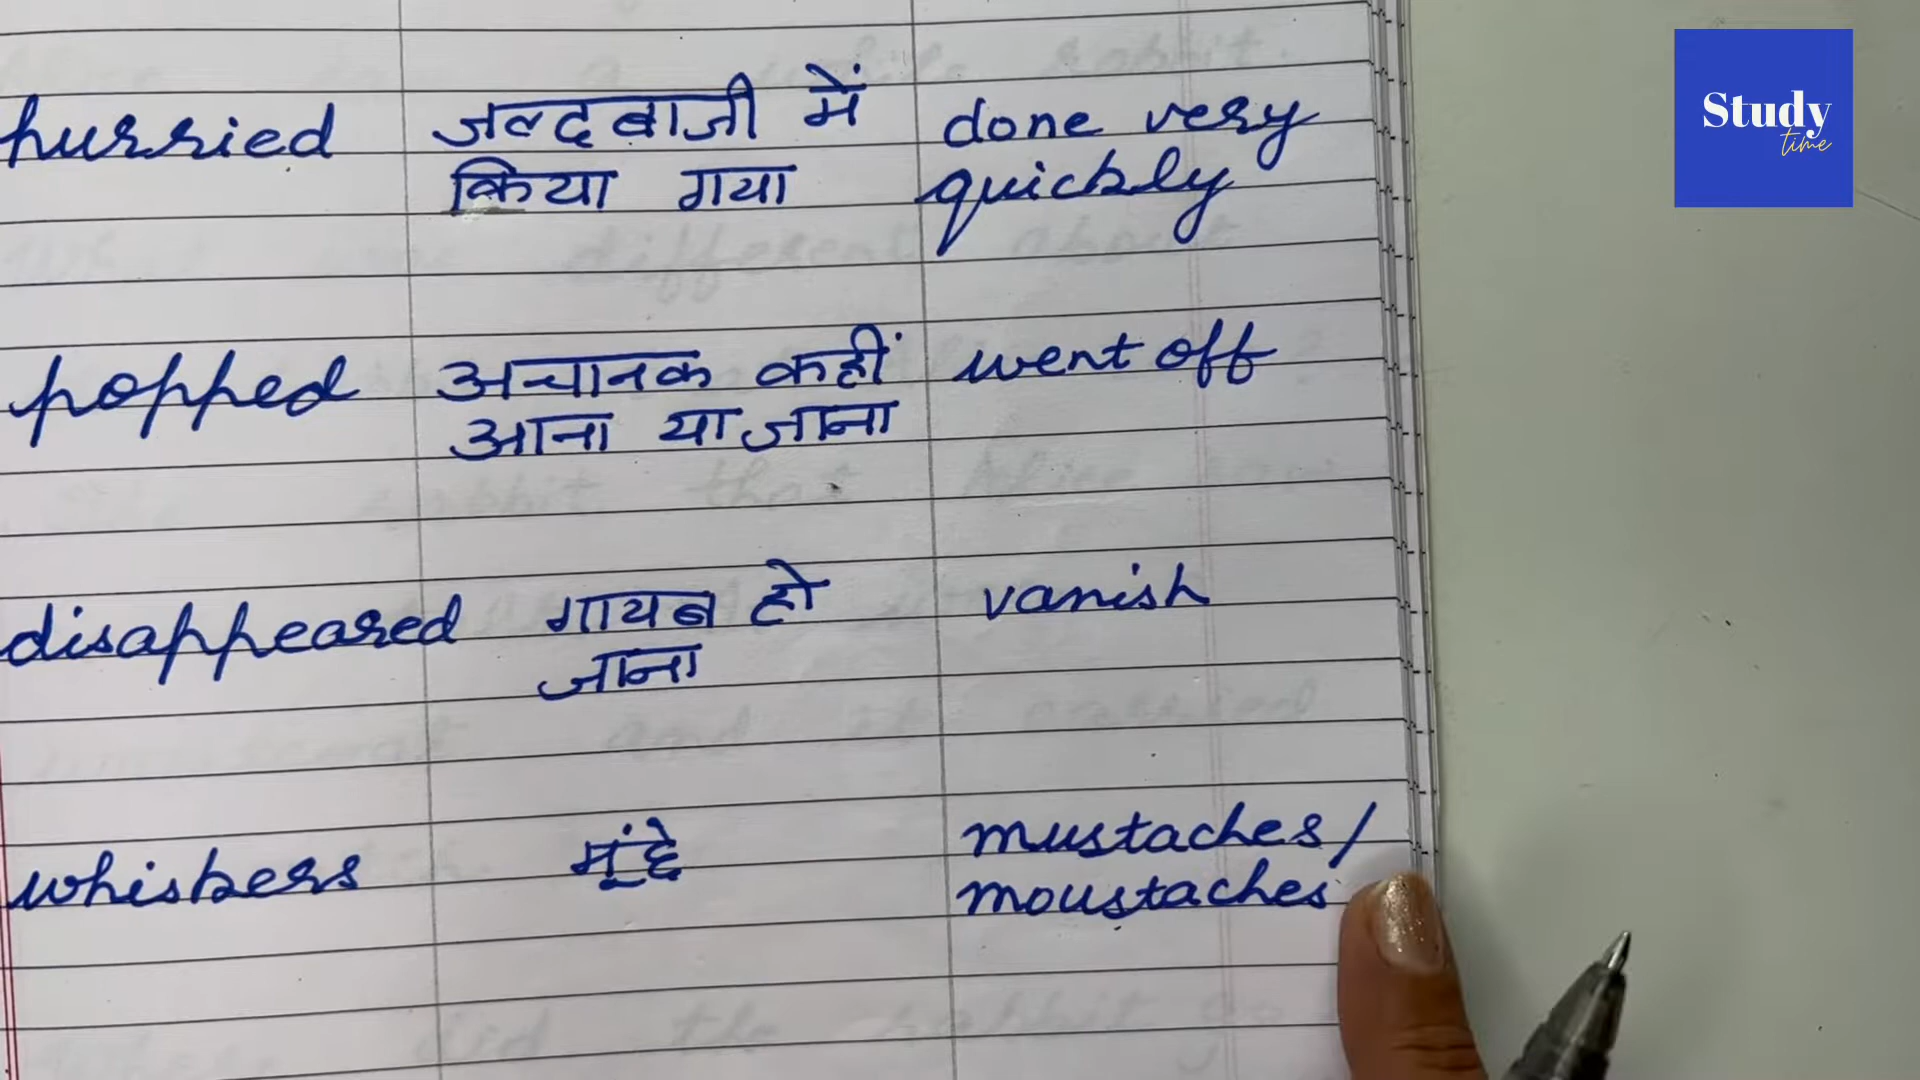 hurried जल्दबाजी में done very
किया गया quickly
popped अचानक कहीं went off
आना या जाना
disappeared गायब हो vanish
जाना
whiskers मूंछे mustaches/
moustaches
Study
time